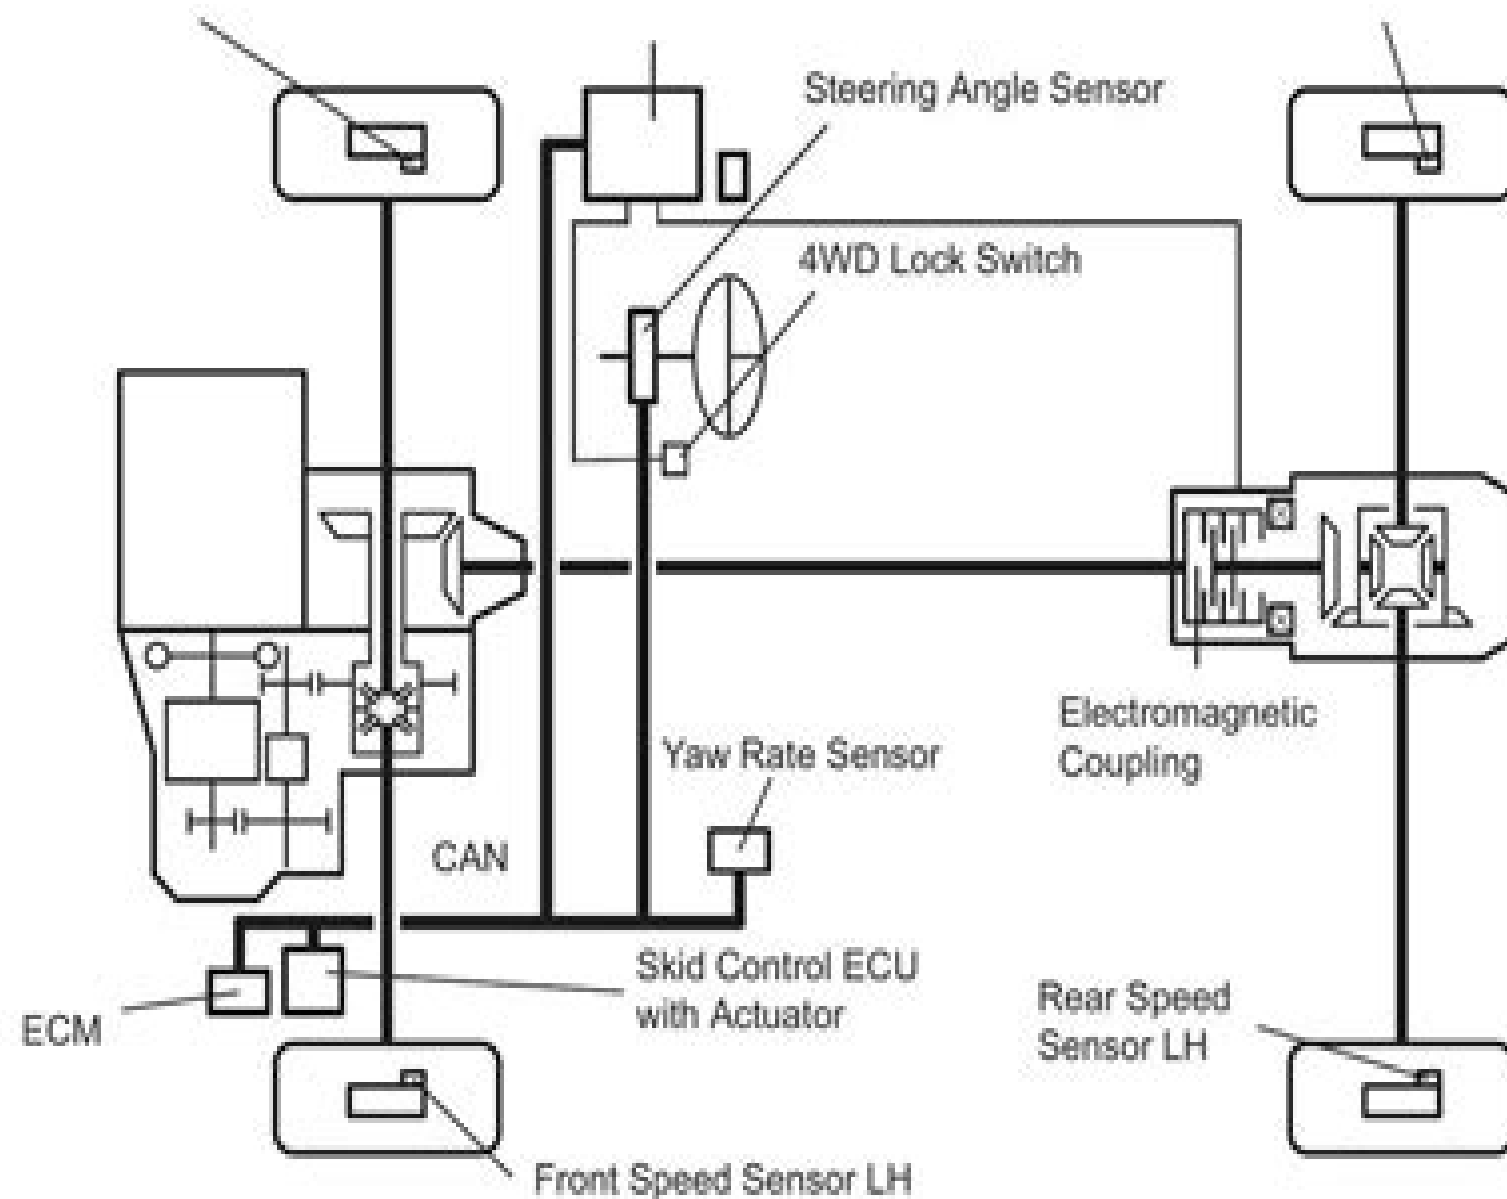 Steering Angle Sensor
4WD Lock Switch
Electromagnetic
Coupling
Yaw Rate Sensor
CAN
Skid Control ECU
with Actuator
ECM
Rear Speed
Sensor LH
Front Speed Sensor LH